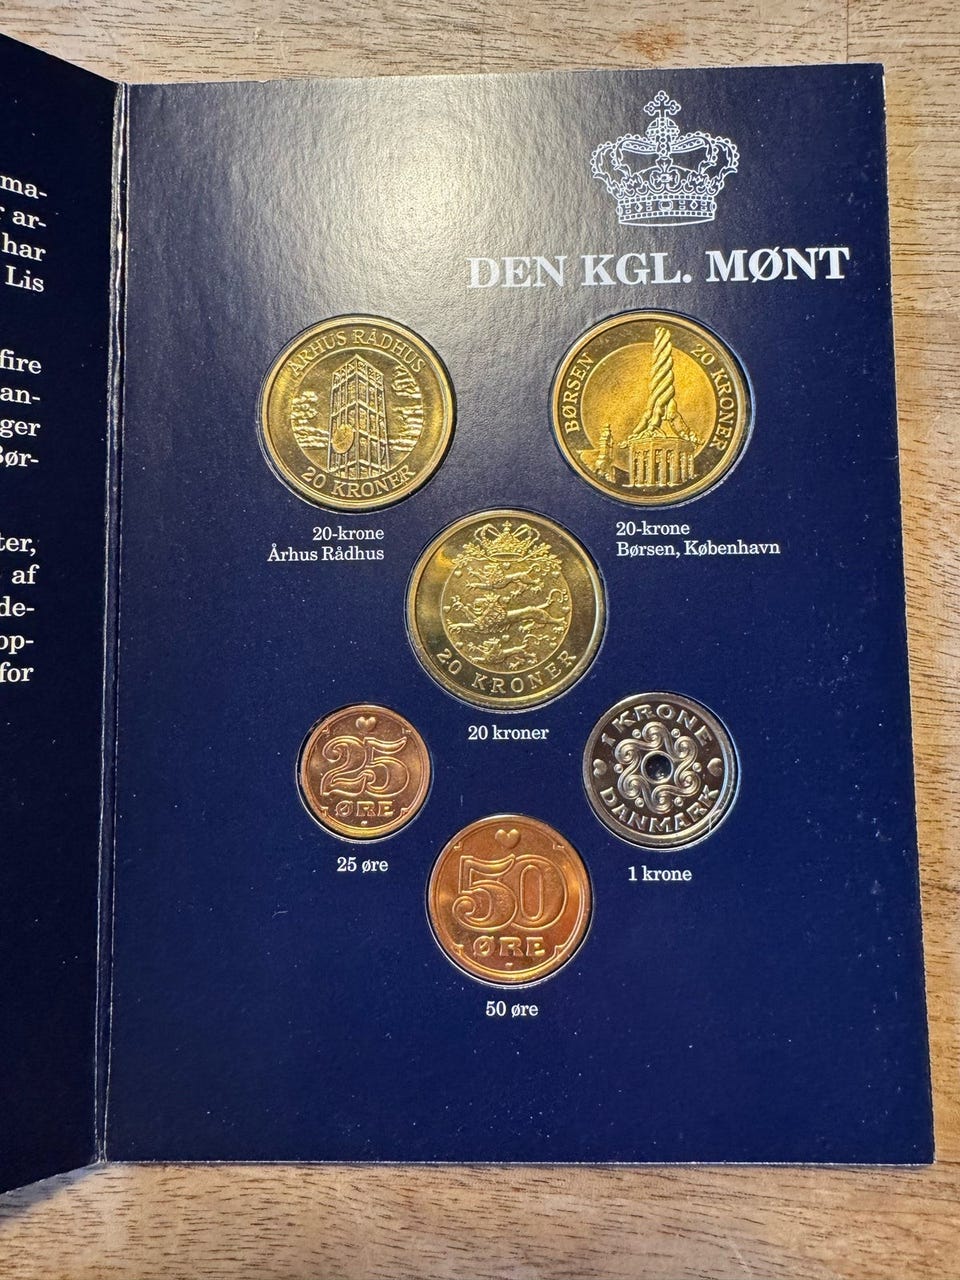 ma-
ar-
har
Lis
fire
an-
ger
ter,
af
de-
op-
for
DEN KGL. MØNT
ÅRHUS RÅDHUS
20 KRONER
20-krone
Århus Rådhus
BØRSEN
20 KRONER
20-krone
Børsen, København
20 KRONER
20 kroner
25
ØRE
25 øre
1 KRONE
DANMARK
1 krone
50
ØRE
50 øre